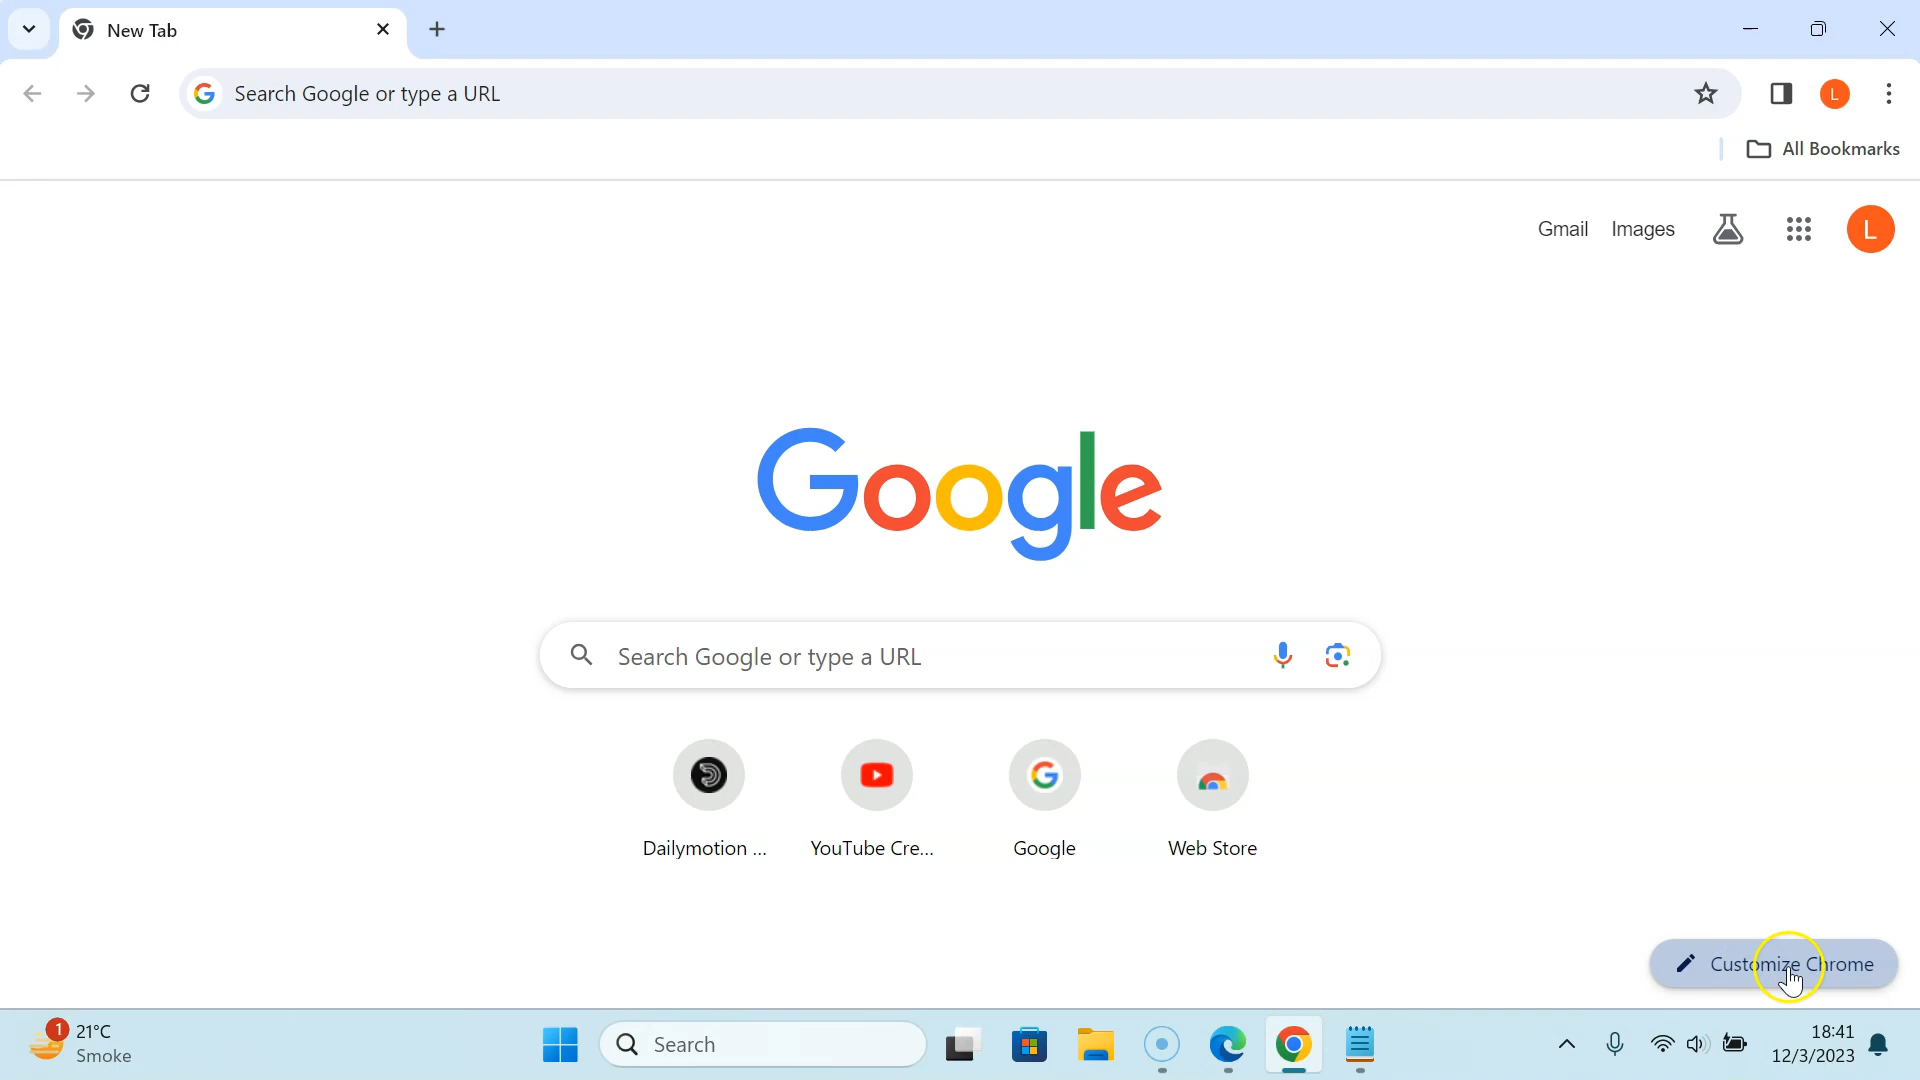 New Tab
Search Google or type a URL
L
All Bookmarks
Gmail Images
L
Google
Search Google or type a URL
Dailymotion ... YouTube Cre... Google Web Store
Customize Chrome
1 21°C
Smoke
Search
18:41
12/3/2023